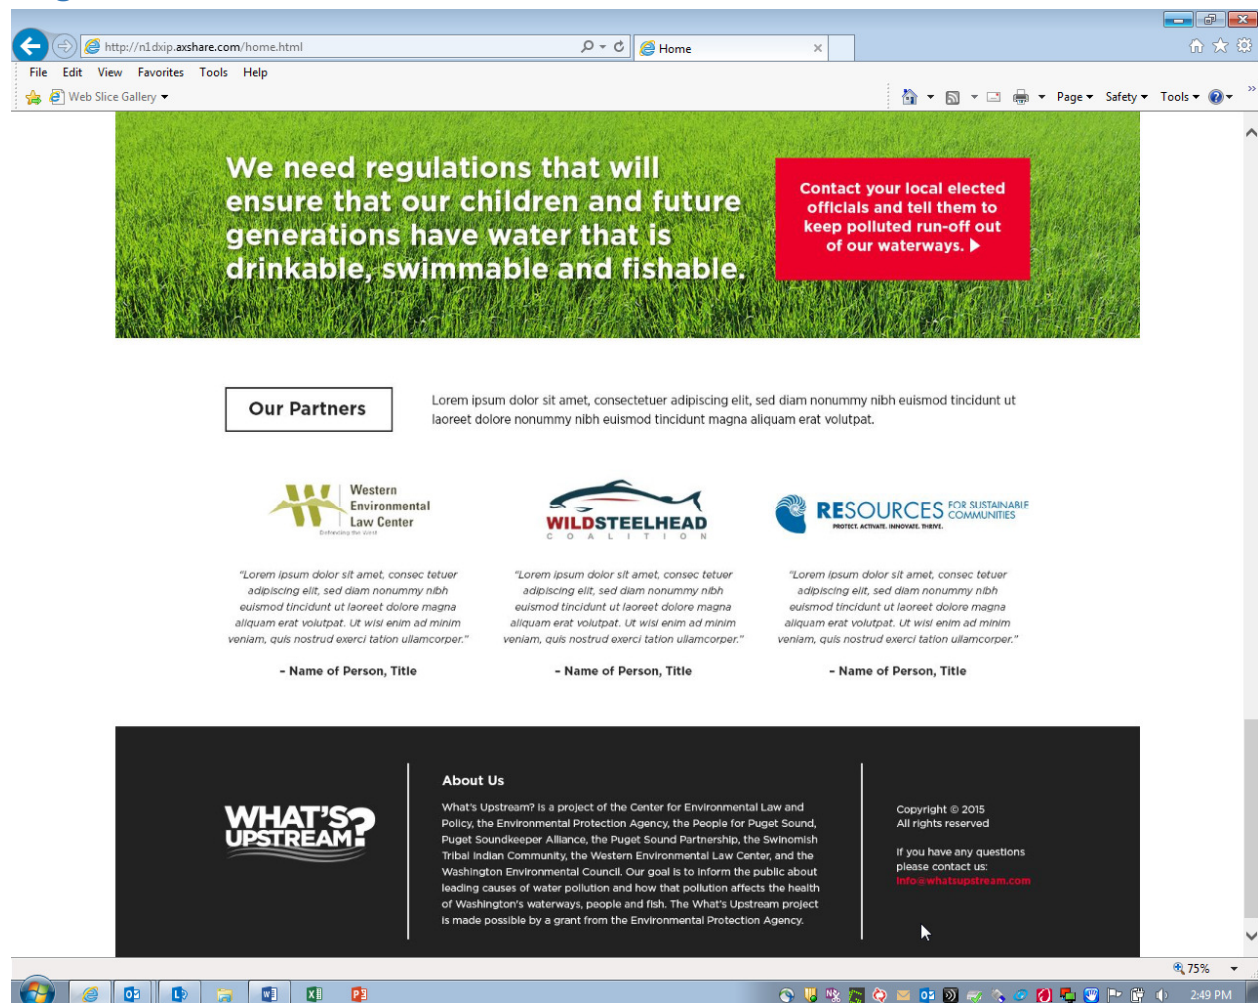 http://n1dxip.axshare.com/home.html
Home
File Edit View Favorites Tools Help
Web Slice Gallery
Page Safety Tools
We need regulations that will
ensure that our children and future
generations have water that is
drinkable, swimmable and fishable.
Contact your local elected
officials and tell them to
keep polluted run-off out
of our waterways.
Our Partners
Lorem ipsum dolor sit amet, consectetuer adipiscing elit, sed diam nonummy nibh euismod tincidunt ut
laoreet dolore nonummy nibh euismod tincidunt magna aliquam erat volutpat.
Western
Environmental
Law Center
Defending the West
WILDSTEELHEAD
COALITION
RESOURCES FOR SUSTAINABLE
COMMUNITIES
PROTECT. ACTIVATE. INNOVATE. THRIVE.
"Lorem ipsum dolor sit amet, consec tetuer
adipiscing elit, sed diam nonummy nibh
euismod tincidunt ut laoreet dolore magna
aliquam erat volutpat. Ut wisi enim ad minim
veniam, quis nostrud exerci tation ullamcorper."
– Name of Person, Title
"Lorem ipsum dolor sit amet, consec tetuer
adipiscing elit, sed diam nonummy nibh
euismod tincidunt ut laoreet dolore magna
aliquam erat volutpat. Ut wisi enim ad minim
veniam, quis nostrud exerci tation ullamcorper."
– Name of Person, Title
"Lorem ipsum dolor sit amet, consec tetuer
adipiscing elit, sed diam nonummy nibh
euismod tincidunt ut laoreet dolore magna
aliquam erat volutpat. Ut wisi enim ad minim
veniam, quis nostrud exerci tation ullamcorper."
– Name of Person, Title
WHAT'S
UPSTREAM?
About Us
What's Upstream? is a project of the Center for Environmental Law and
Policy, the Environmental Protection Agency, the People for Puget Sound,
Puget Soundkeeper Alliance, the Puget Sound Partnership, the Swinomish
Tribal Indian Community, the Western Environmental Law Center, and the
Washington Environmental Council. Our goal is to inform the public about
leading causes of water pollution and how that pollution affects the health
of Washington's waterways, people and fish. The What's Upstream project
is made possible by a grant from the Environmental Protection Agency.
Copyright © 2015
All rights reserved
If you have any questions
please contact us:
info@whatsupstream.com
75%
2:49 PM